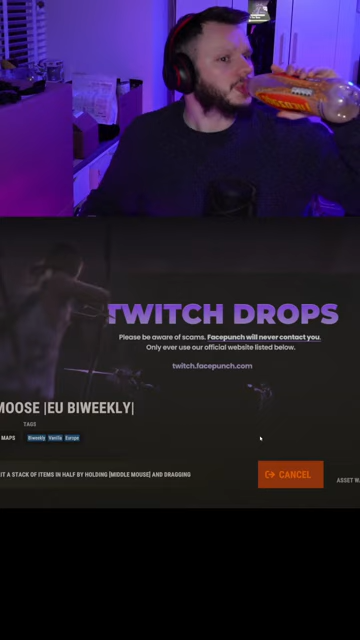 TWITCH DROPS
Please be aware of scams. Facepunch will never contact you.
Only ever use our official website listed below.
twitch.facepunch.com
MOOSE |EU BIWEEKLY|
TAGS
MAPS
Biweekly Vanilla Europe
IT A STACK OF ITEMS IN HALF BY HOLDING [MIDDLE MOUSE] AND DRAGGING
CANCEL
ASSET W